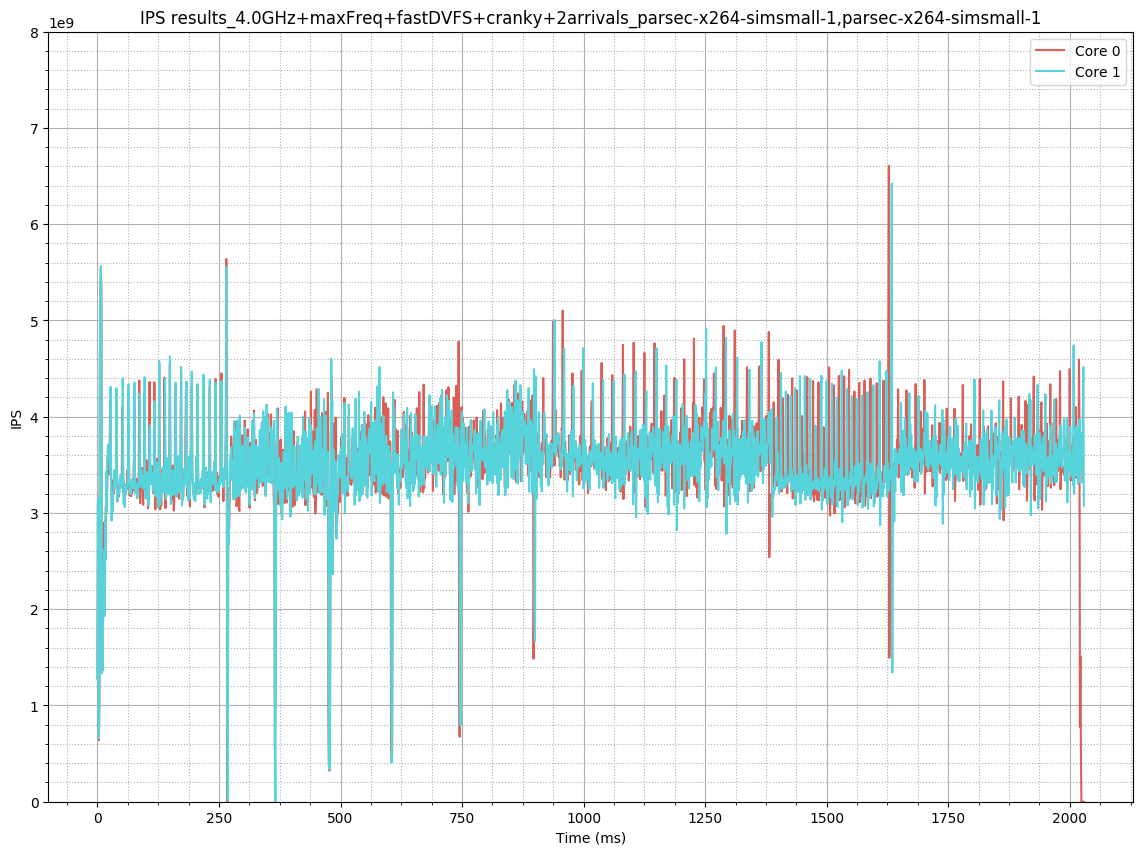 IPS results_4.0GHz+maxFreq+fastDVFS+cranky+2arrivals_parsec-x264-simsmall-1,parsec-x264-simsmall-1
1e9
8
7
6
5
4
3
2
1
0
IPS
Core 0
Core 1
0 250 500 750 1000 1250 1500 1750 2000
Time (ms)